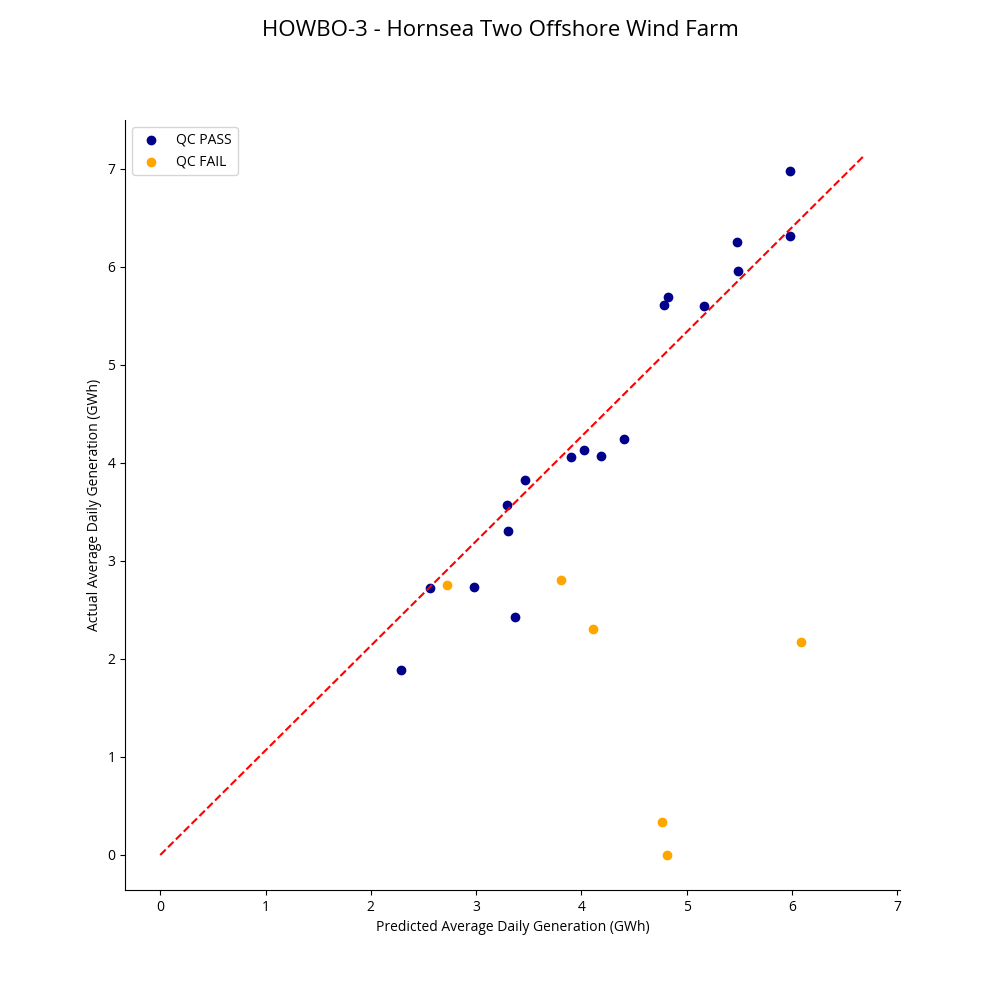 HOWBO-3 - Hornsea Two Offshore Wind Farm
QC PASS
QC FAIL
7
6
5
4
3
2
1
0
Actual Average Daily Generation (GWh)
0 1 2 3 4 5 6 7
Predicted Average Daily Generation (GWh)